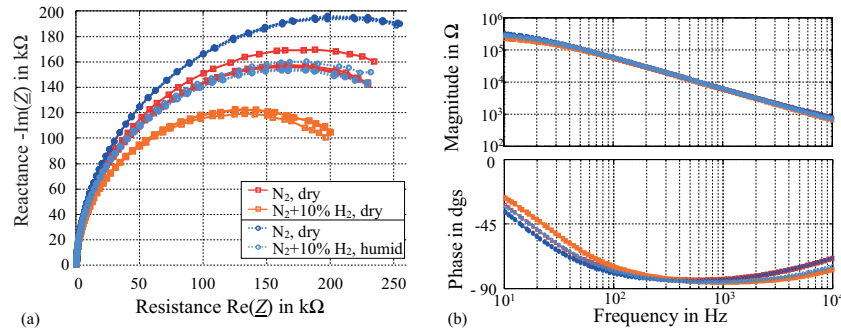 Reactance -Im(Z) in kΩ
200
180
160
140
120
100
80
60
40
20
0
0 50 100 150 200 250
Resistance Re(Z) in kΩ
N2, dry
N2+10% H2, dry
N2, dry
N2+10% H2, humid
(a)
(b)
Magnitude in Ω
10^6
10^5
10^4
10^3
10^2
Phase in dgs
0
-45
-90
10^1 10^2 10^3 10^4
Frequency in Hz